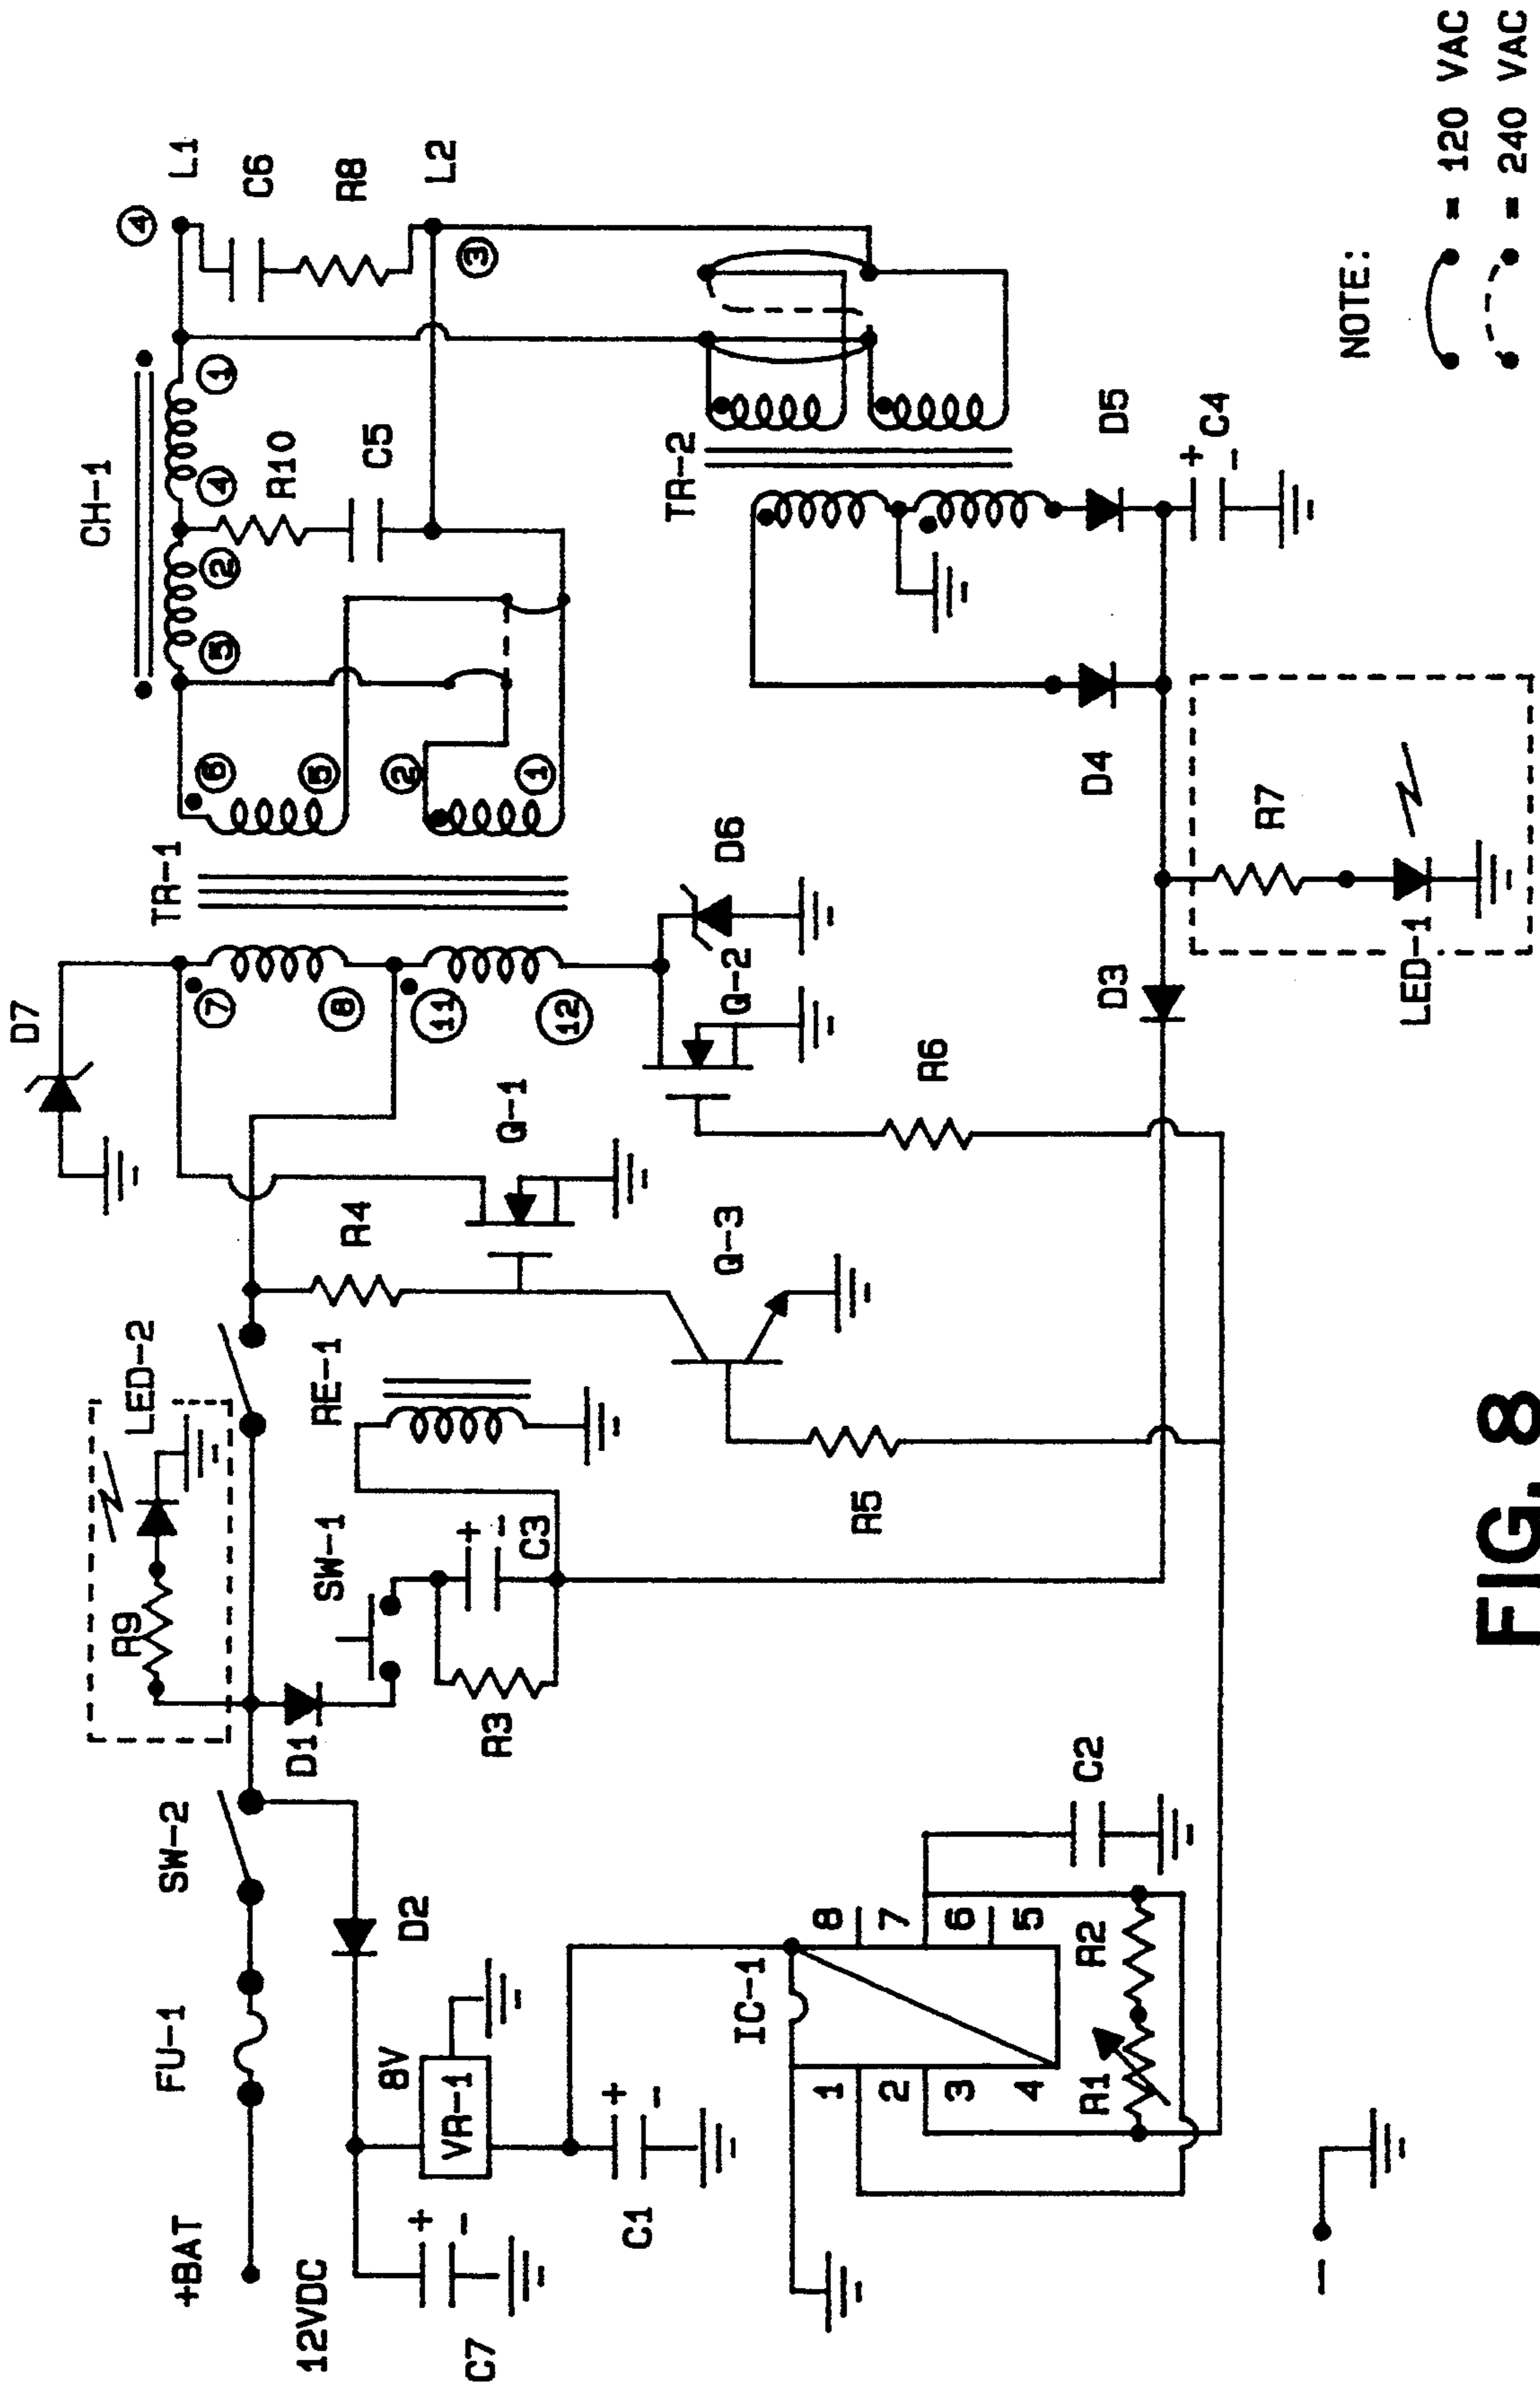 +BAT
12VDC
FU-1
SW-2
R9
LED-2
D7
D1
SW-1
RE-1
R4
Q-1
C3
R3
D2
8V
VR-1
C7
C1
IC-1
1
2
3
4
8
7
6
5
R1
R2
C2
R5
Q-3
R6
Q-2
D6
TR-1
7
8
11
12
6
5
2
1
CH-1
5
2
4
1
R10
C5
4
L1
C6
R8
L2
3
TR-2
D5
C4
+
-
D4
D3
R7
LED-1
+
-
+
-
+
-
-
NOTE:
= 120 VAC
= 240 VAC
FIG. 8